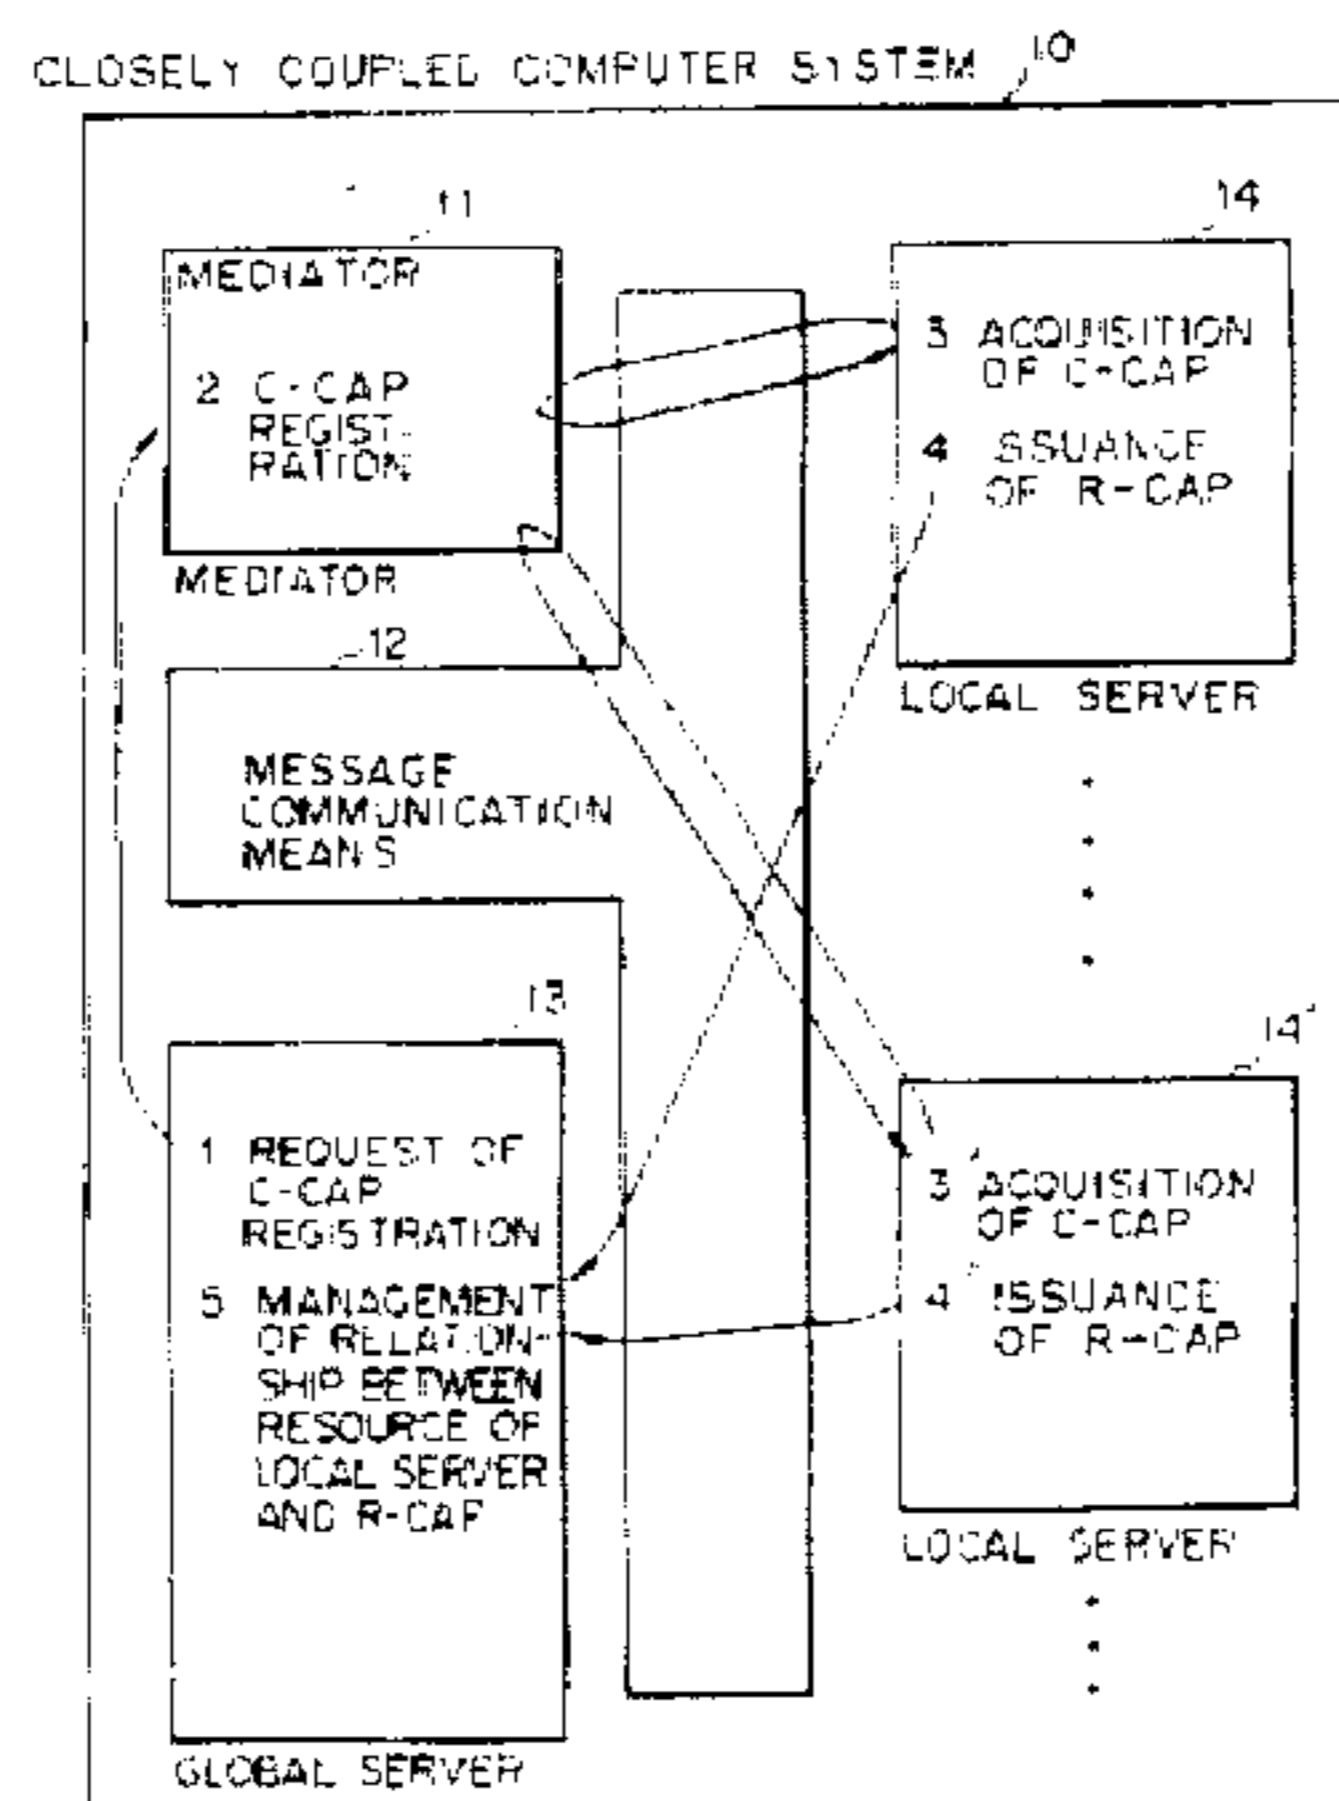 CLOSELY COUPLED COMPUTER SYSTEM
10
11
MEDIATOR
2 C-CAP
REGIST-
RATION
MEDIATOR
14
3 ACQUISITION
OF C-CAP
4 ISSUANCE
OF R-CAP
LOCAL SERVER
12
MESSAGE
COMMUNICATION
MEANS
13
1 REQUEST OF
C-CAP
REGISTRATION
5 MANAGEMENT
OF RELATION-
SHIP BETWEEN
RESOURCE OF
LOCAL SERVER
AND R-CAP
GLOBAL SERVER
14'
3 ACQUISITION
OF C-CAP
4 ISSUANCE
OF R-CAP
LOCAL SERVER